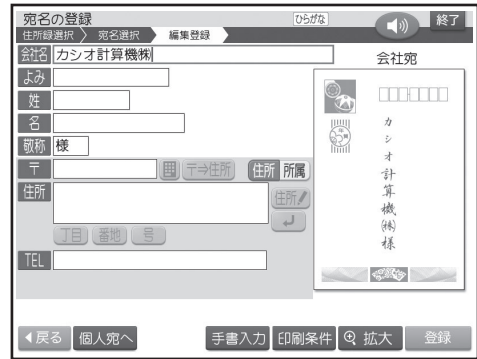 宛名の登録
ひらがな
終了
住所録選択 〉 宛名選択 〉 編集登録
会社名 カシオ計算機㈱
会社宛
よみ
姓
名
敬称 様
〒 〒⇒住所 住所 所属
住所
住所
丁目 番地 号
TEL
カシオ計算機㈱様
戻る 個人宛へ 手書入力 印刷条件 拡大 登録